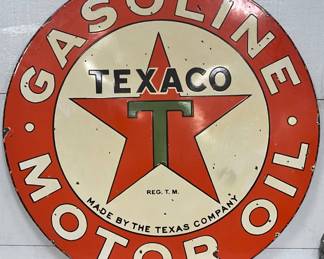 GASOLINE
TEXACO
T
REG. T. M.
MADE BY THE TEXAS COMPANY
MOTOR OIL